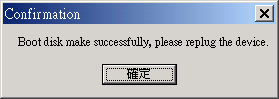 Confirmation
Boot disk make successfully, please replug the device.
確定